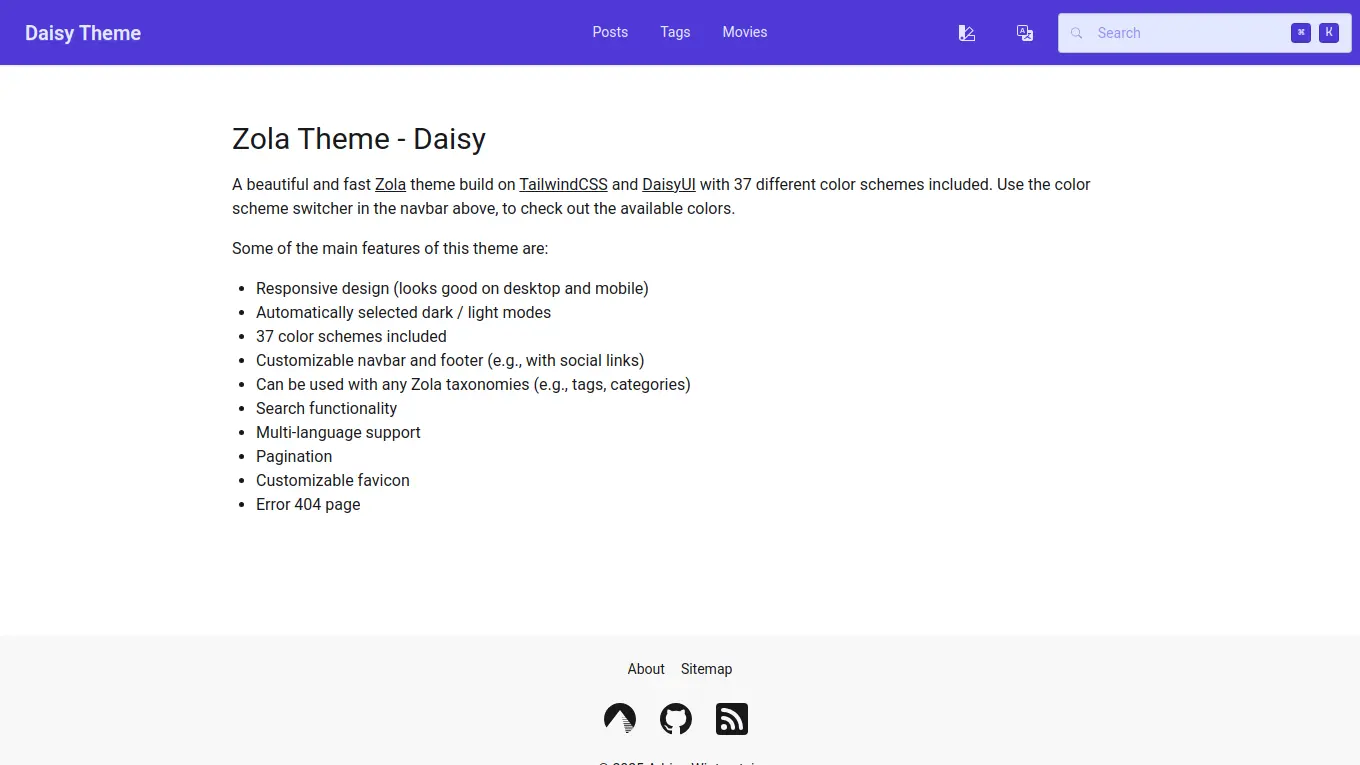 Daisy Theme
Posts
Tags
Movies
Search
⌘
K
Zola Theme - Daisy
A beautiful and fast Zola theme build on TailwindCSS and DaisyUI with 37 different color schemes included. Use the color
scheme switcher in the navbar above, to check out the available colors.
Some of the main features of this theme are:
Responsive design (looks good on desktop and mobile)
Automatically selected dark / light modes
37 color schemes included
Customizable navbar and footer (e.g., with social links)
Can be used with any Zola taxonomies (e.g., tags, categories)
Search functionality
Multi-language support
Pagination
Customizable favicon
Error 404 page
About
Sitemap